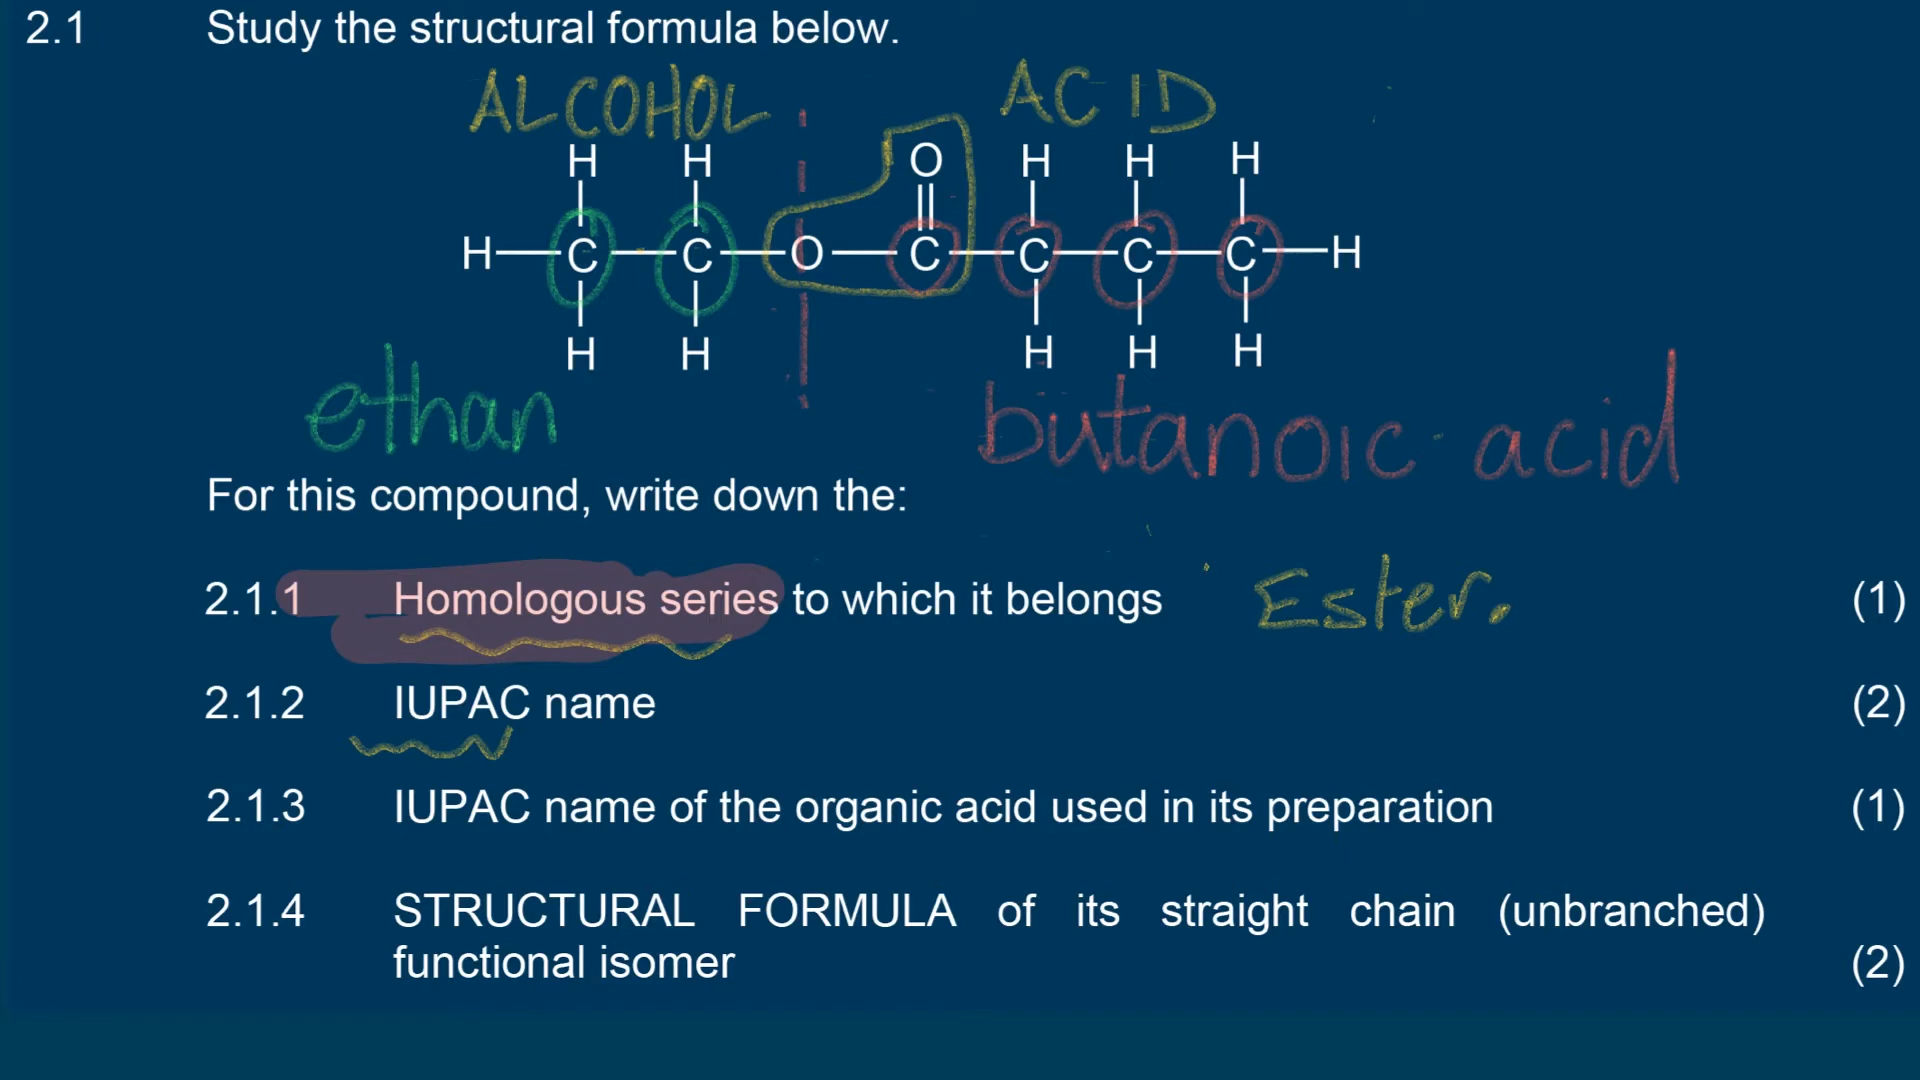 2.1 Study the structural formula below.
ALCOHOL ACID
H H O H H H
H C C O C C C C H
H H H H H
ethan butanoic acid
For this compound, write down the:
2.1.1 Homologous series to which it belongs Ester. (1)
2.1.2 IUPAC name (2)
2.1.3 IUPAC name of the organic acid used in its preparation (1)
2.1.4 STRUCTURAL FORMULA of its straight chain (unbranched)
functional isomer (2)